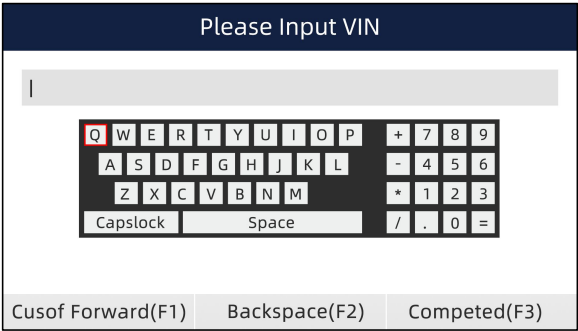 Please Input VIN
Q W E R T Y U I O P + 7 8 9
A S D F G H J K L - 4 5 6
Z X C V B N M * 1 2 3
Capslock Space / . 0 =
Cusof Forward(F1) Backspace(F2) Competed(F3)